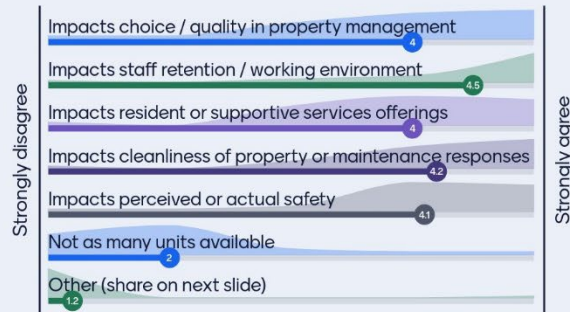 Strongly disagree
Impacts choice / quality in property management
4
Impacts staff retention / working environment
4.5
Impacts resident or supportive services offerings
4
Impacts cleanliness of property or maintenance responses
4.2
Impacts perceived or actual safety
4.1
Not as many units available
2
Other (share on next slide)
1.2
Strongly agree